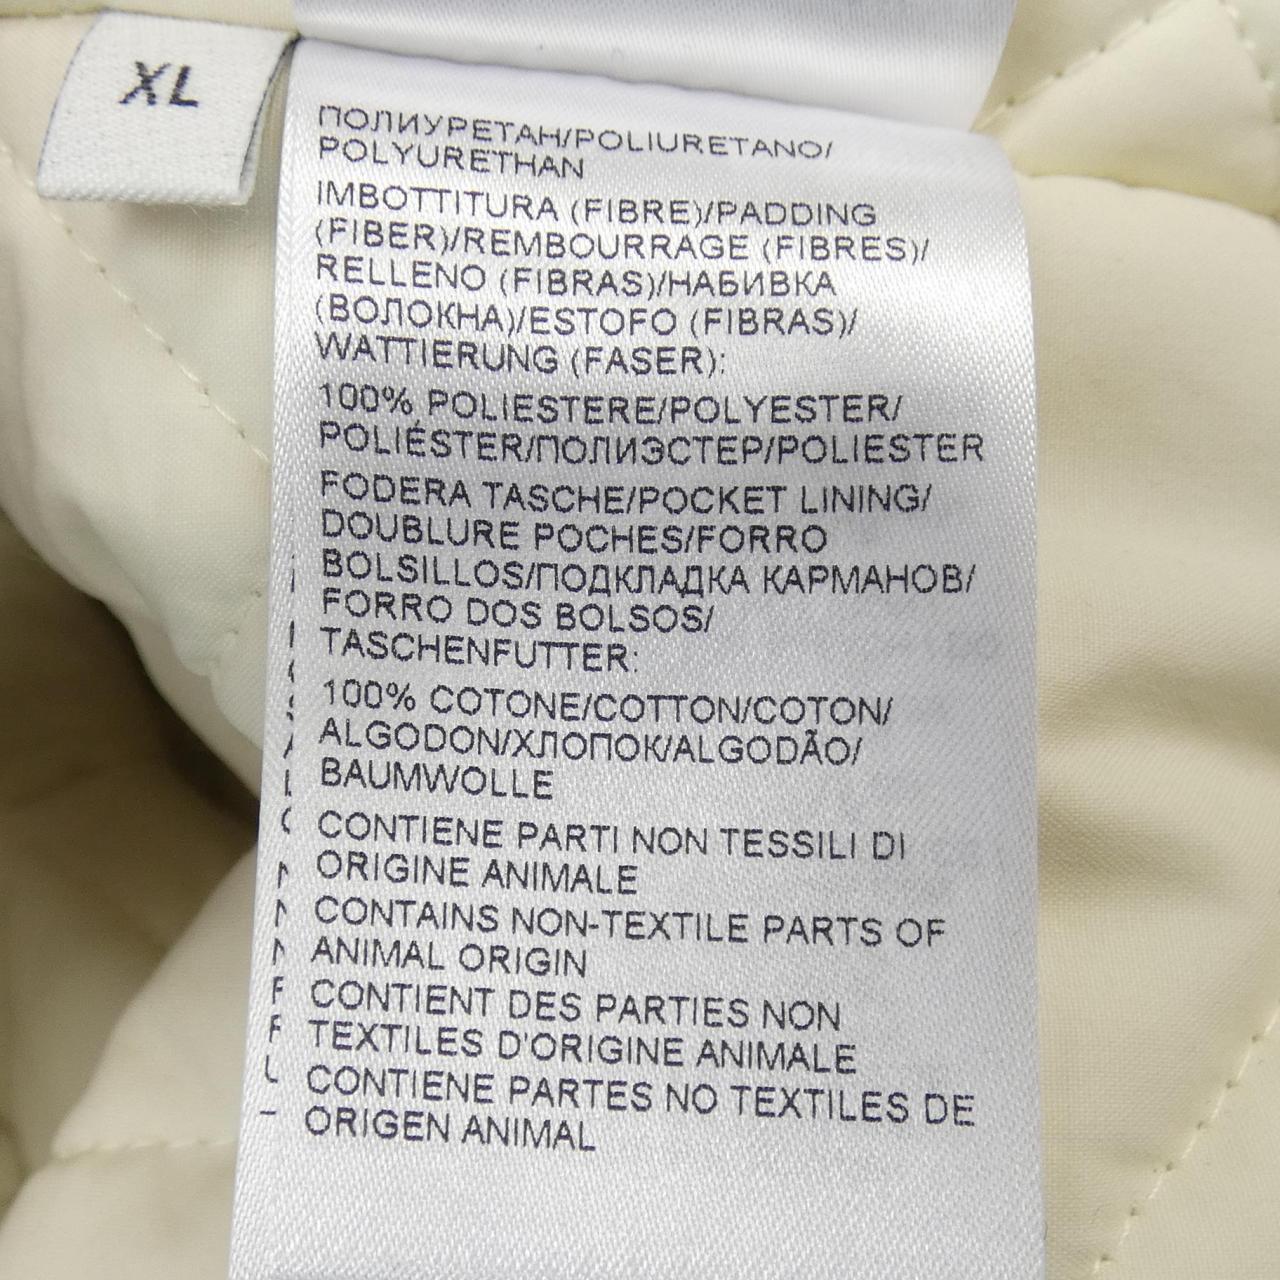 XL
ПОЛИУРЕТАН/POLIURETANO/
POLYURETHAN
IMBOTTITURA (FIBRE)/PADDING
(FIBER)/REMBOURRAGE (FIBRES)/
RELLENO (FIBRAS)/НАБИВКА
(ВОЛОКНА)/ESTOFO (FIBRAS)/
WATTIERUNG (FASER):
100% POLIESTERE/POLYESTER/
POLIÉSTER/ПОЛИЭСТЕР/POLIESTER
FODERA TASCHE/POCKET LINING/
DOUBLURE POCHES/FORRO
BOLSILLOS/ПОДКЛАДКА КАРМАНОВ/
FORRO DOS BOLSOS/
TASCHENFUTTER:
100% COTONE/COTTON/COTON/
ALGODON/ХЛОПОК/ALGODÃO/
BAUMWOLLE
CONTIENE PARTI NON TESSILI DI
ORIGINE ANIMALE
CONTAINS NON-TEXTILE PARTS OF
ANIMAL ORIGIN
CONTIENT DES PARTIES NON
TEXTILES D'ORIGINE ANIMALE
CONTIENE PARTES NO TEXTILES DE
ORIGEN ANIMAL